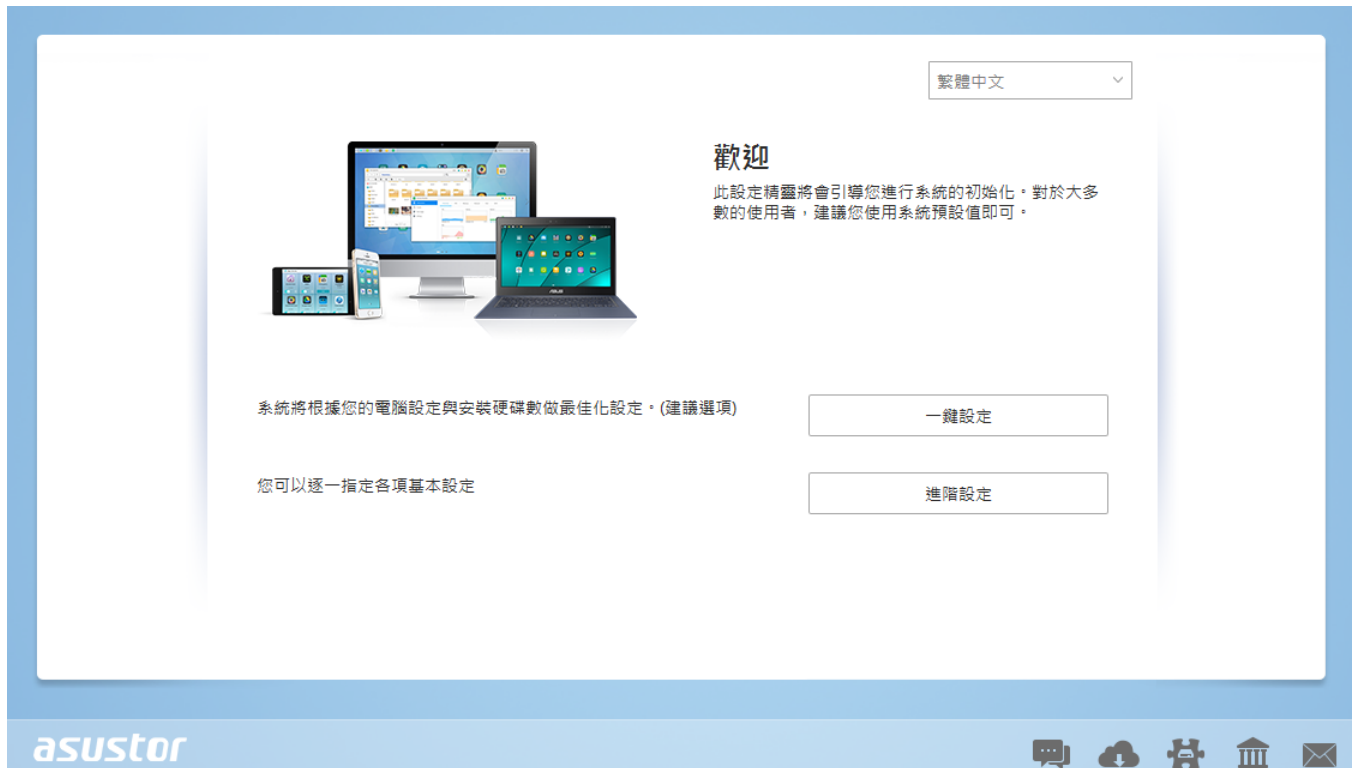 繁體中文
歡迎
此設定精靈將會引導您進行系統的初始化。對於大多
數的使用者，建議您使用系統預設值即可。
系統將根據您的電腦設定與安裝硬碟數做最佳化設定。(建議選項)
一鍵設定
您可以逐一指定各項基本設定
進階設定
asustor